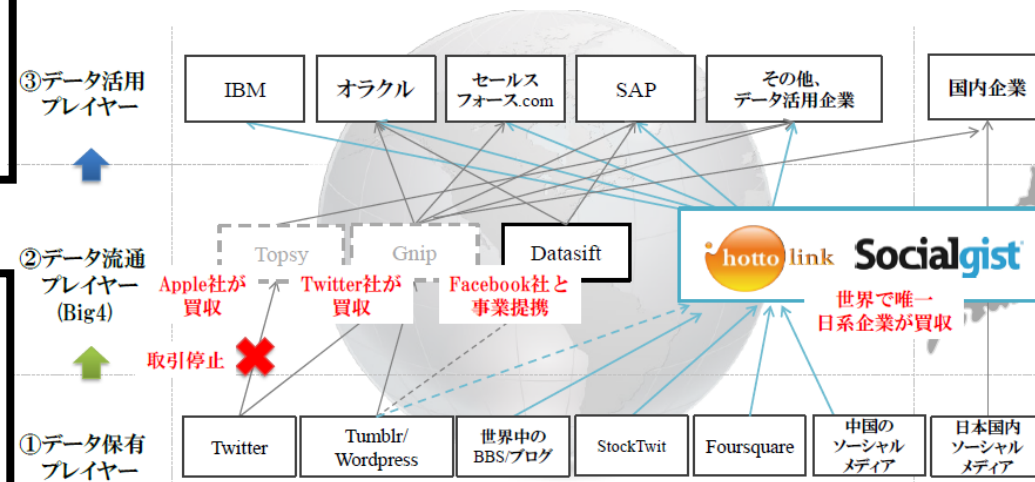 ③データ活用
プレイヤー
IBM
オラクル
セールス
フォース.com
SAP
その他、
データ活用企業
国内企業
②データ流通
プレイヤー
(Big4)
Topsy
Gnip
Datasift
hotto link
Socialgist
Apple社が
買収
Twitter社が
買収
Facebook社と
事業提携
世界で唯一
日系企業が買収
取引停止
①データ保有
プレイヤー
Twitter
Tumblr/
Wordpress
世界中の
BBS/ブログ
StockTwit
Foursquare
中国の
ソーシャル
メディア
日本国内
ソーシャル
メディア